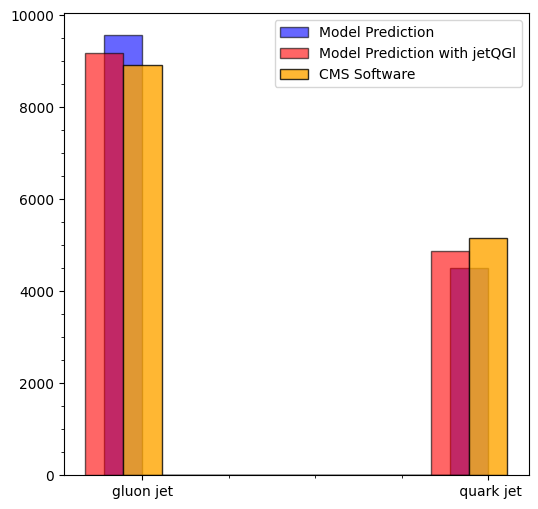 Model Prediction
Model Prediction with jetQGl
CMS Software
10000
8000
6000
4000
2000
0
gluon jet
quark jet